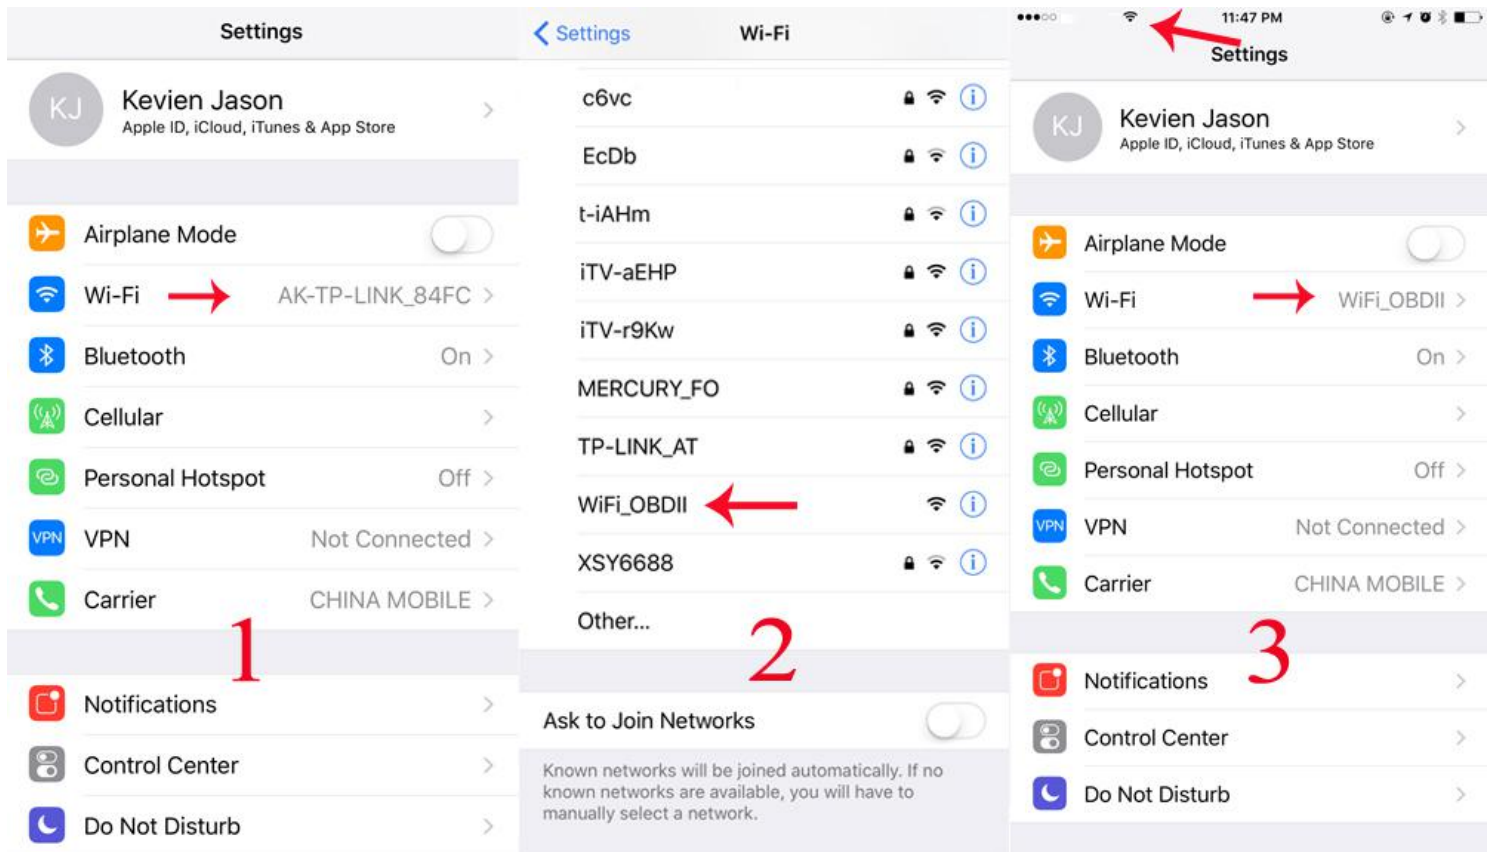 Settings
KJ
Kevien Jason
Apple ID, iCloud, iTunes & App Store
Airplane Mode
Wi-Fi AK-TP-LINK_84FC
Bluetooth On
Cellular
Personal Hotspot Off
VPN VPN Not Connected
Carrier CHINA MOBILE
1
Notifications
Control Center
Do Not Disturb
Settings Wi-Fi
c6vc
EcDb
t-iAHm
iTV-aEHP
iTV-r9Kw
MERCURY_FO
TP-LINK_AT
WiFi_OBDII
XSY6688
Other...
2
Ask to Join Networks
Known networks will be joined automatically. If no
known networks are available, you will have to
manually select a network.
11:47 PM
Settings
KJ
Kevien Jason
Apple ID, iCloud, iTunes & App Store
Airplane Mode
Wi-Fi WiFi_OBDII
Bluetooth On
Cellular
Personal Hotspot Off
VPN VPN Not Connected
Carrier CHINA MOBILE
3
Notifications
Control Center
Do Not Disturb